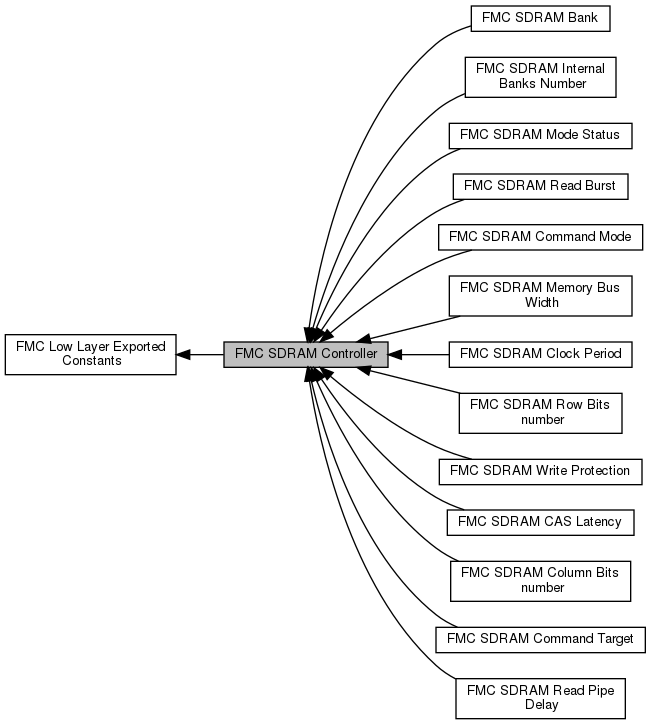 FMC SDRAM Bank
FMC SDRAM Internal
Banks Number
FMC SDRAM Mode Status
FMC SDRAM Read Burst
FMC SDRAM Command Mode
FMC SDRAM Memory Bus
Width
FMC Low Layer Exported
Constants
FMC SDRAM Controller
FMC SDRAM Clock Period
FMC SDRAM Row Bits
number
FMC SDRAM Write Protection
FMC SDRAM CAS Latency
FMC SDRAM Column Bits
number
FMC SDRAM Command Target
FMC SDRAM Read Pipe
Delay